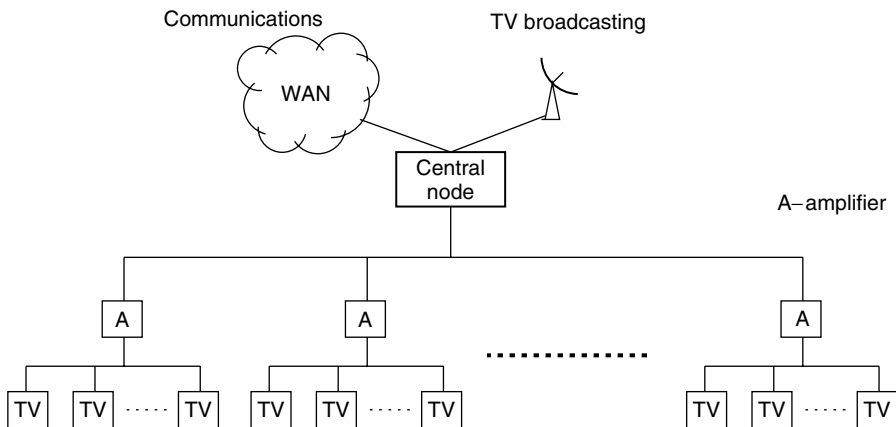 Communications
TV broadcasting
WAN
Central
node
A–amplifier
A
A
A
TV
TV
TV
TV
TV
TV
TV
TV
TV